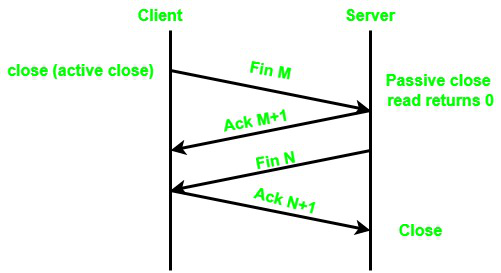 Client
Server
close (active close)
Fin M
Passive close
read returns 0
Ack M+1
Fin N
Ack N+1
Close